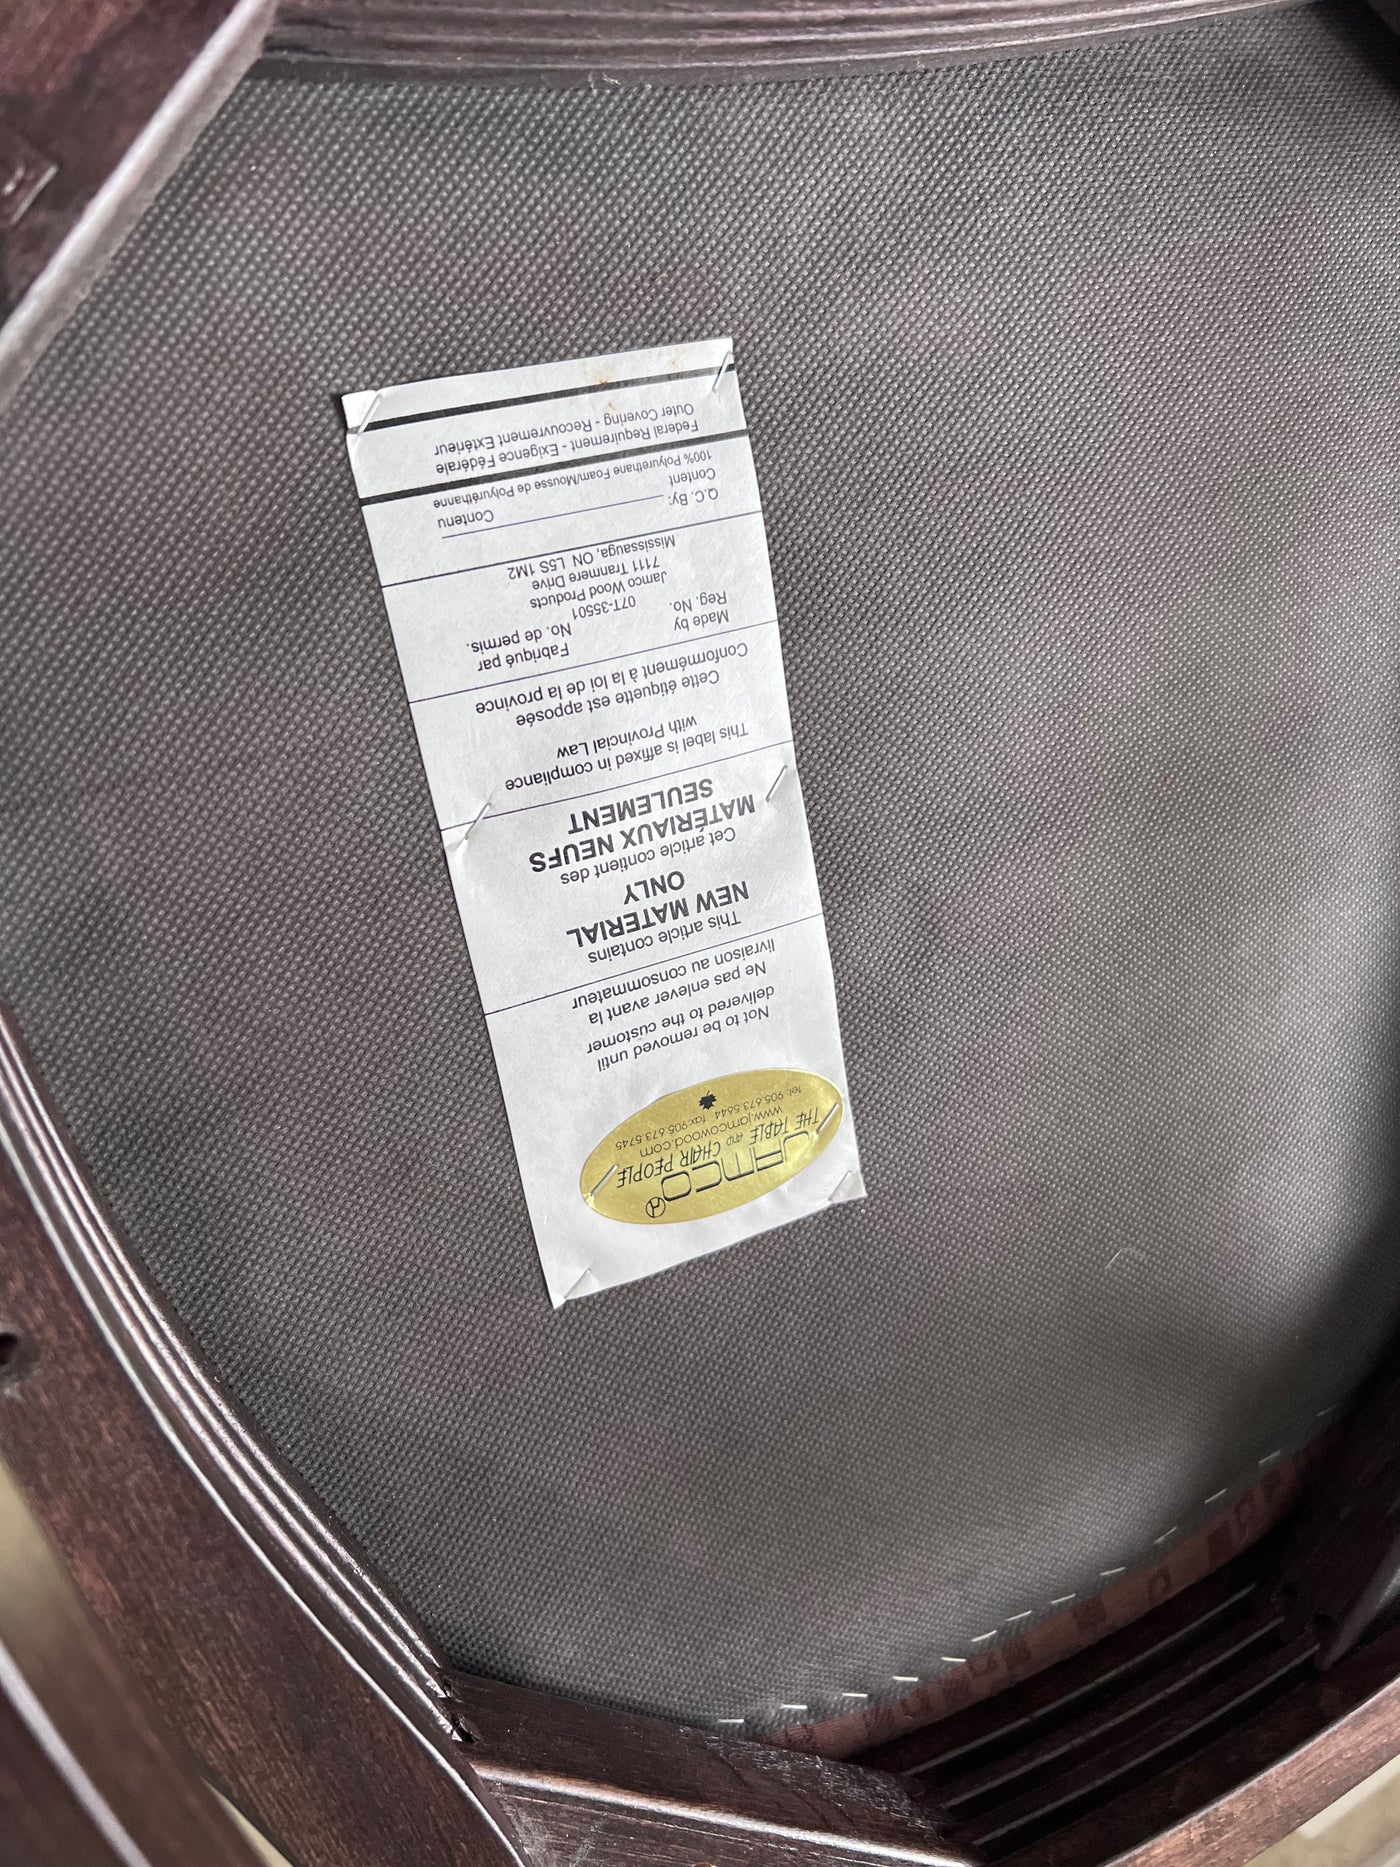 JAMCO
THE TABLE AND CHAIR PEOPLE
www.jamcowood.com
tel: 905.673.5644 fax 905.673.5745
Not to be removed until
delivered to the customer
Ne pas enlever avant la
livraison au consommateur
This article contains
NEW MATERIAL
ONLY
Cet article contient des
MATÉRIAUX NEUFS
SEULEMENT
This label is affixed in compliance
with Provincial Law
Cette étiquette est apposée
Conformément à la loi de la province
Made by Fabriqué par
Reg. No. No. de permis.
07T-35501
Jamco Wood Products
7111 Tranmere Drive
Mississauga, ON L5S 1M2
Q.C. By:
Content Contenu
100% Polyurethane Foam/Mousse de Polyuréthanne
Federal Requirement - Exigence Fédérale
Outer Covering - Recouvrement Extérieur